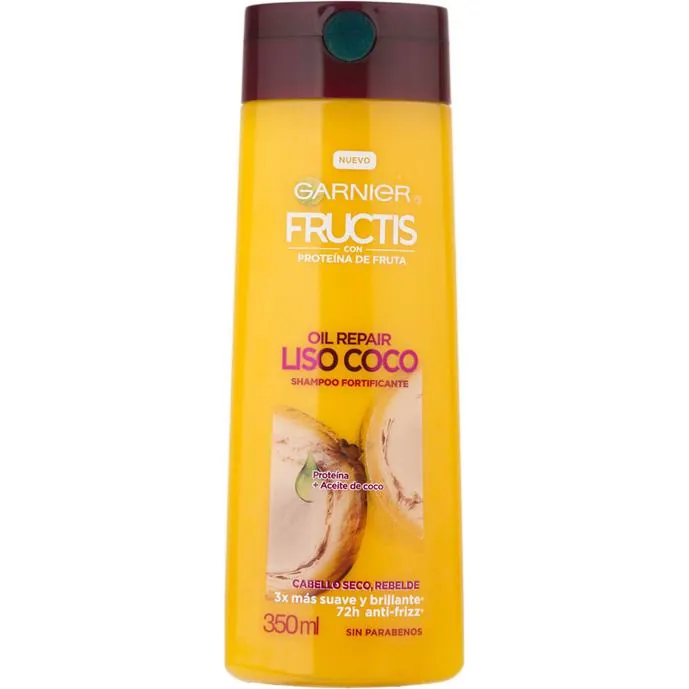 NUEVO
GARNIER
FRUCTIS
CON
PROTEÍNA DE FRUTA
OIL REPAIR
LISO COCO
SHAMPOO FORTIFICANTE
Proteína
+ Aceite de coco
CABELLO SECO, REBELDE
3x más suave y brillante*
72h anti-frizz*
350ml
SIN PARABENOS